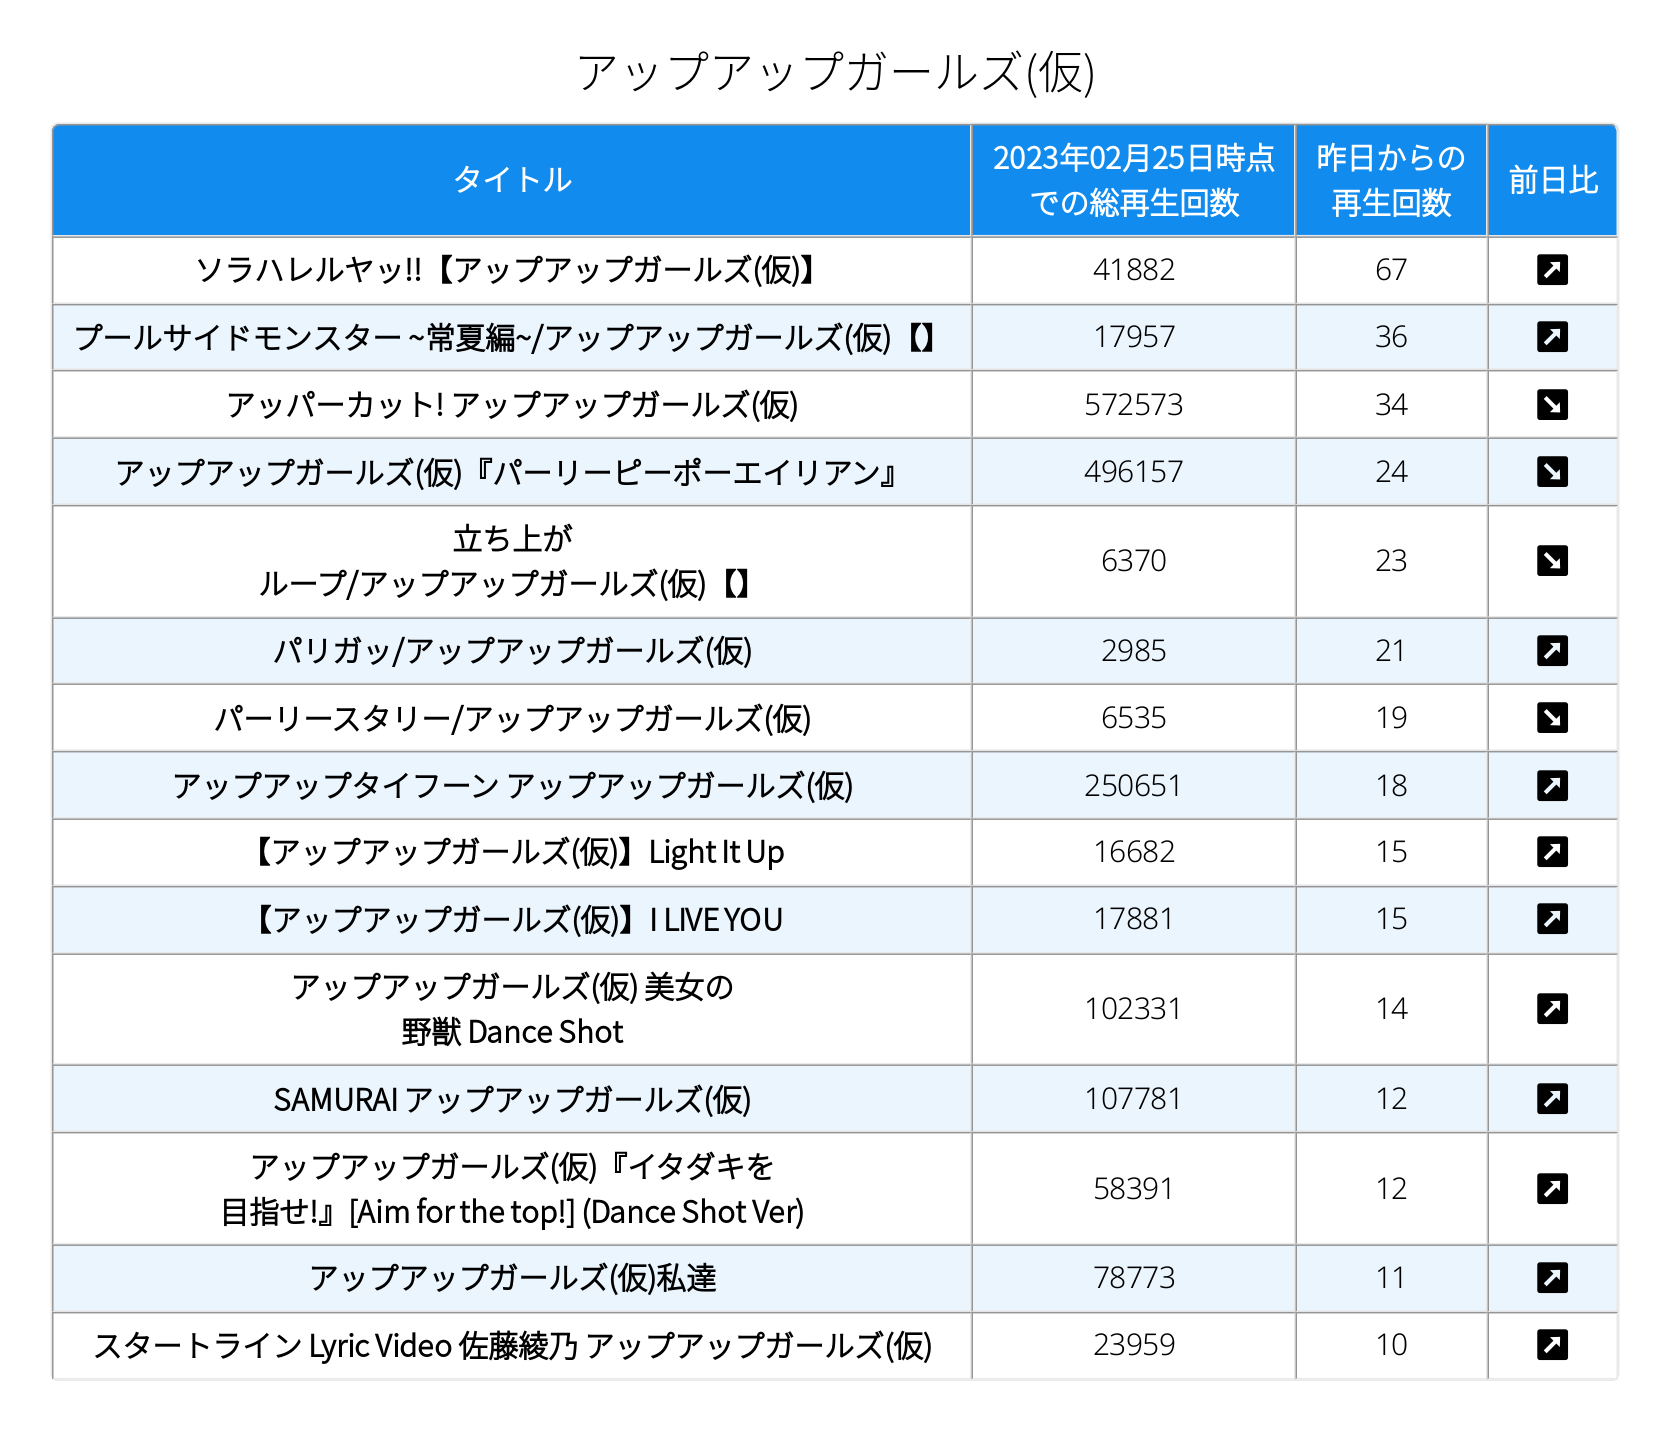 アップアップガールズ(仮)
タイトル
2023年02月25日時点
での総再生回数
昨日からの
再生回数
前日比
ソラハレルヤッ!!【アップアップガールズ(仮)】 41882 67
プールサイドモンスター ~常夏編~/アップアップガールズ(仮)【】 17957 36
アッパーカット! アップアップガールズ(仮) 572573 34
アップアップガールズ(仮)『パーリーピーポーエイリアン』 496157 24
立ち上が
ループ/アップアップガールズ(仮)【】 6370 23
パリガッ/アップアップガールズ(仮) 2985 21
パーリースタリー/アップアップガールズ(仮) 6535 19
アップアップタイフーン アップアップガールズ(仮) 250651 18
【アップアップガールズ(仮)】Light It Up 16682 15
【アップアップガールズ(仮)】I LIVE YOU 17881 15
アップアップガールズ(仮) 美女の
野獣 Dance Shot 102331 14
SAMURAI アップアップガールズ(仮) 107781 12
アップアップガールズ(仮)『イタダキを
目指せ!』[Aim for the top!] (Dance Shot Ver) 58391 12
アップアップガールズ(仮)私達 78773 11
スタートライン Lyric Video 佐藤綾乃 アップアップガールズ(仮) 23959 10